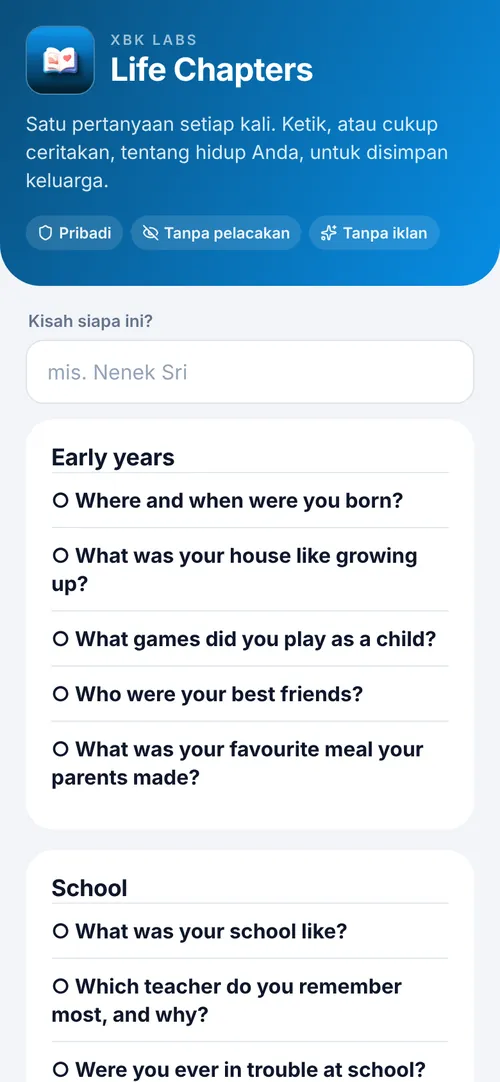 XBK LABS
Life Chapters
Satu pertanyaan setiap kali. Ketik, atau cukup
ceritakan, tentang hidup Anda, untuk disimpan
keluarga.
Pribadi
Tanpa pelacakan
Tanpa iklan
Kisah siapa ini?
mis. Nenek Sri
Early years
Where and when were you born?
What was your house like growing
up?
What games did you play as a child?
Who were your best friends?
What was your favourite meal your
parents made?
School
What was your school like?
Which teacher do you remember
most, and why?
Were you ever in trouble at school?